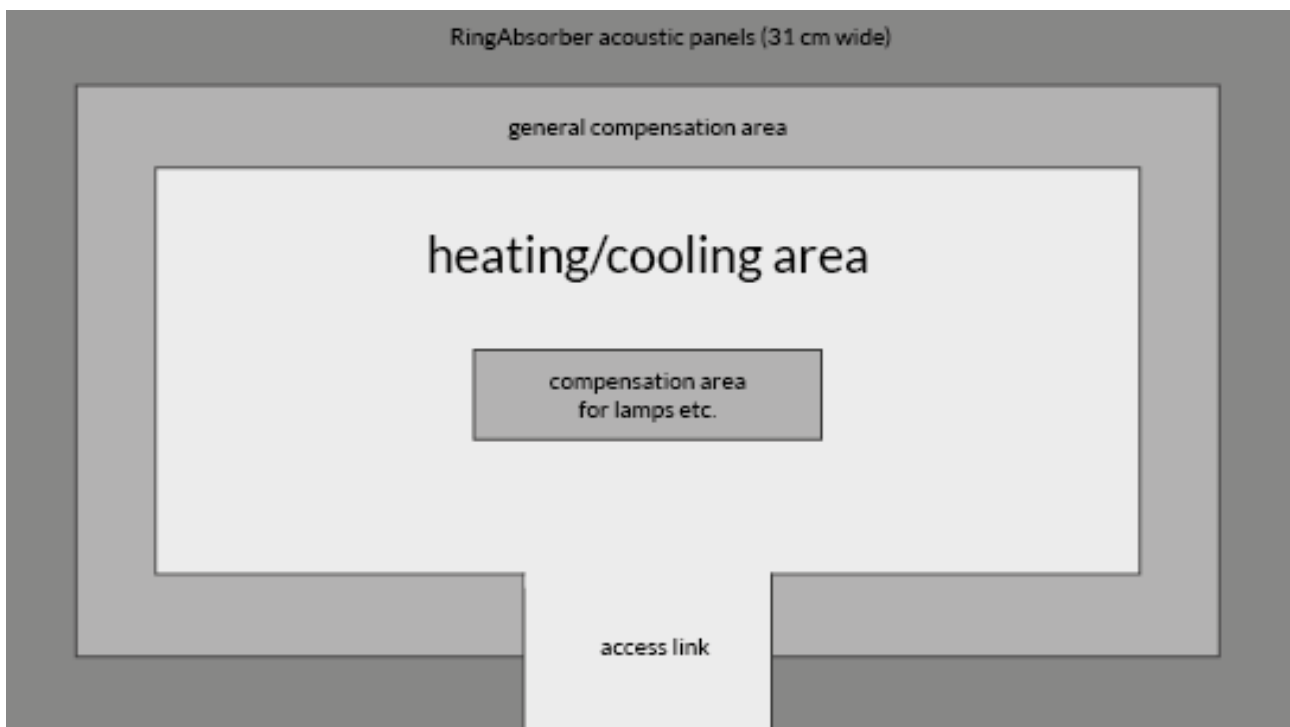 RingAbsorber acoustic panels (31 cm wide)
general compensation area
heating/cooling area
compensation area
for lamps etc.
access link